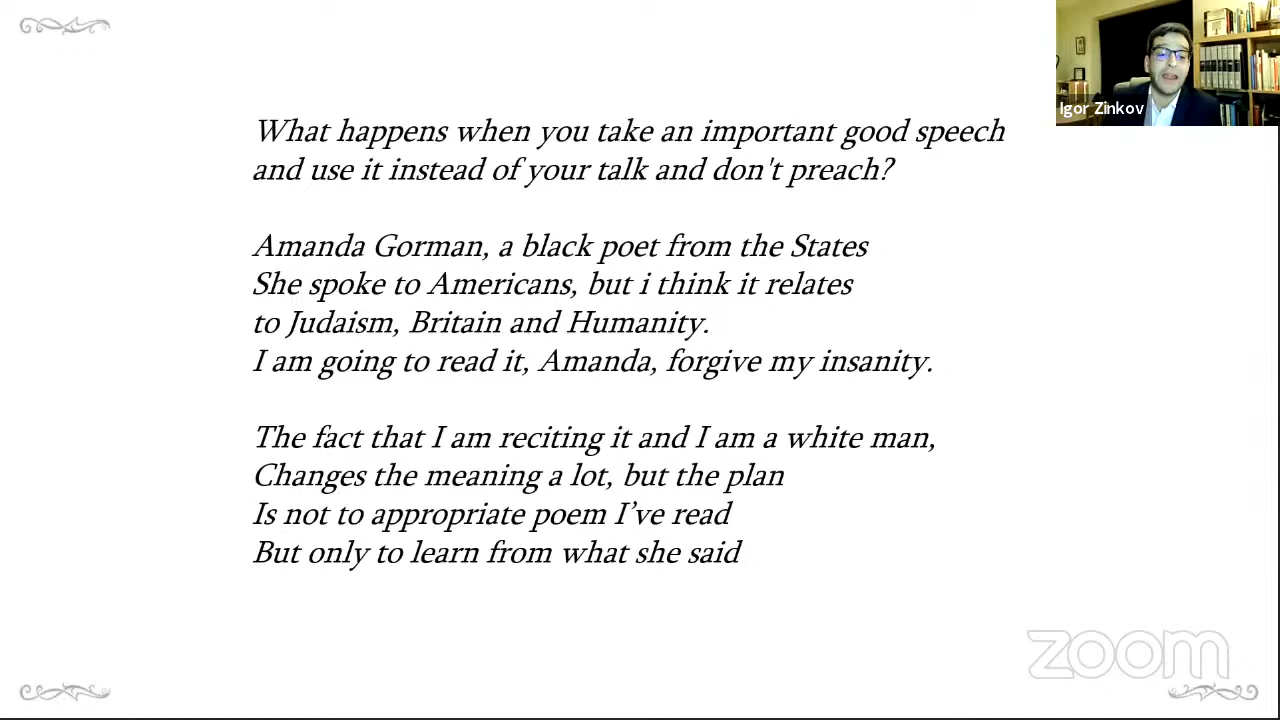 Igor Zinkov
What happens when you take an important good speech
and use it instead of your talk and don't preach?
Amanda Gorman, a black poet from the States
She spoke to Americans, but i think it relates
to Judaism, Britain and Humanity.
I am going to read it, Amanda, forgive my insanity.
The fact that I am reciting it and I am a white man,
Changes the meaning a lot, but the plan
Is not to appropriate poem I’ve read
But only to learn from what she said
zoom